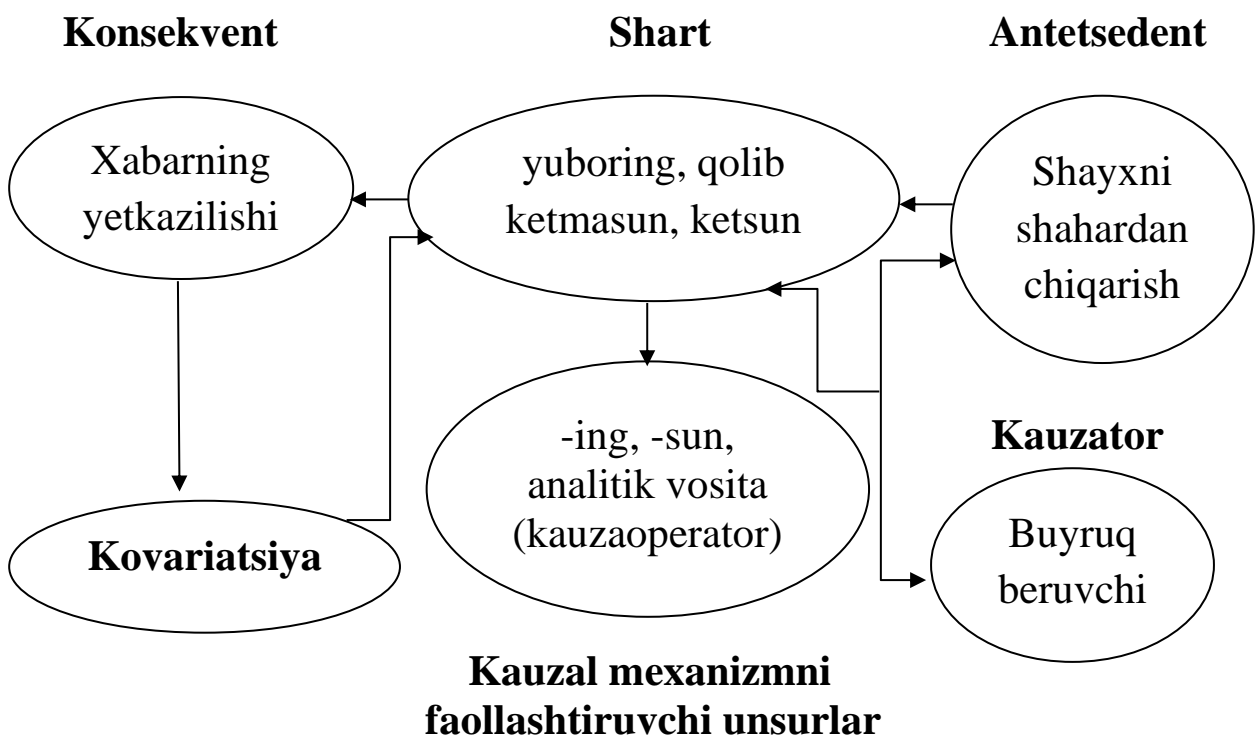 Konsekvent
Shart
Antetsedent
Xabarning
yetkazilishi
yuboring, qolib
ketmasun, ketsun
Shayxni
shahardan
chiqarish
-ing, -sun,
analitik vosita
(kauzaoperator)
Kauzator
Kovariatsiya
Buyruq
beruvchi
Kauzal mexanizmni
faollashtiruvchi unsurlar